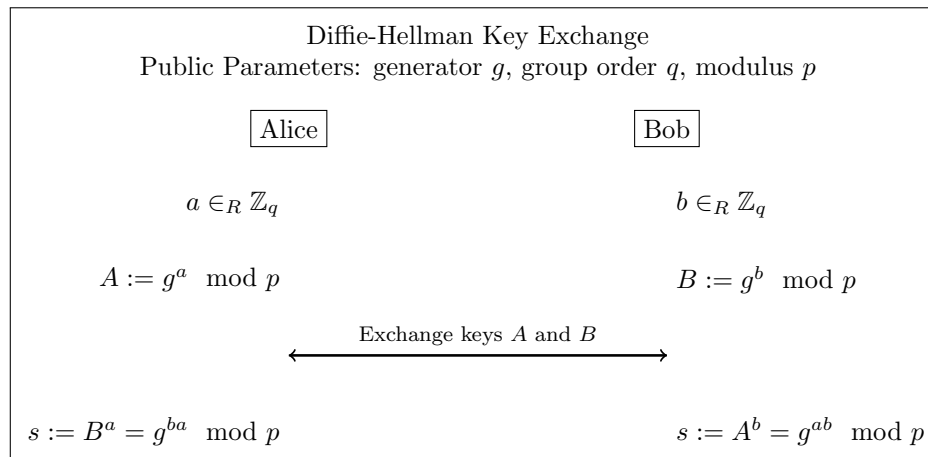 Diffie-Hellman Key Exchange
Public Parameters: generator g, group order q, modulus p
Alice Bob
a ∈_R ℤ_q b ∈_R ℤ_q
A := g^a mod p B := g^b mod p
Exchange keys A and B
s := B^a = g^{ba} mod p s := A^b = g^{ab} mod p